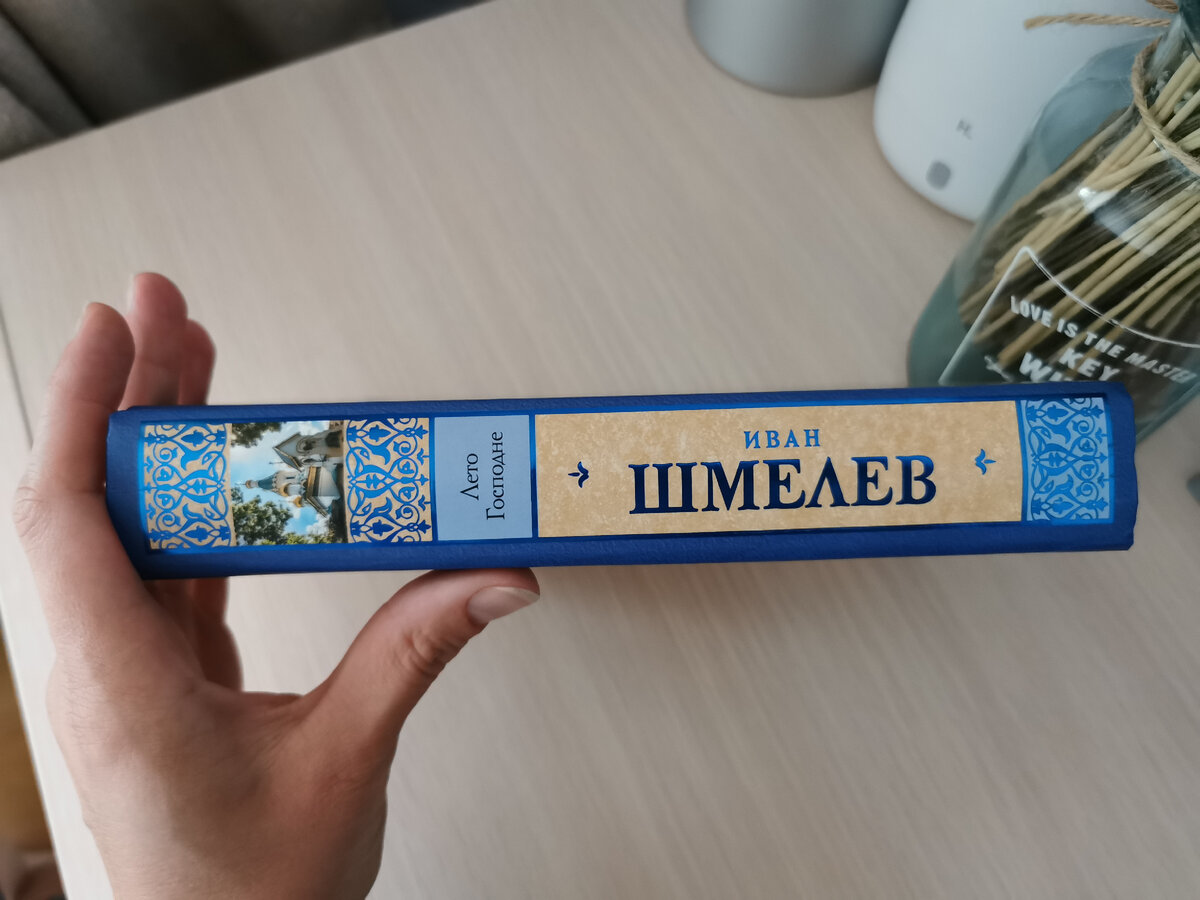 ИВАН
ШМЕЛЕВ
Лето
Господне
LOVE IS THE MASTER
KEY